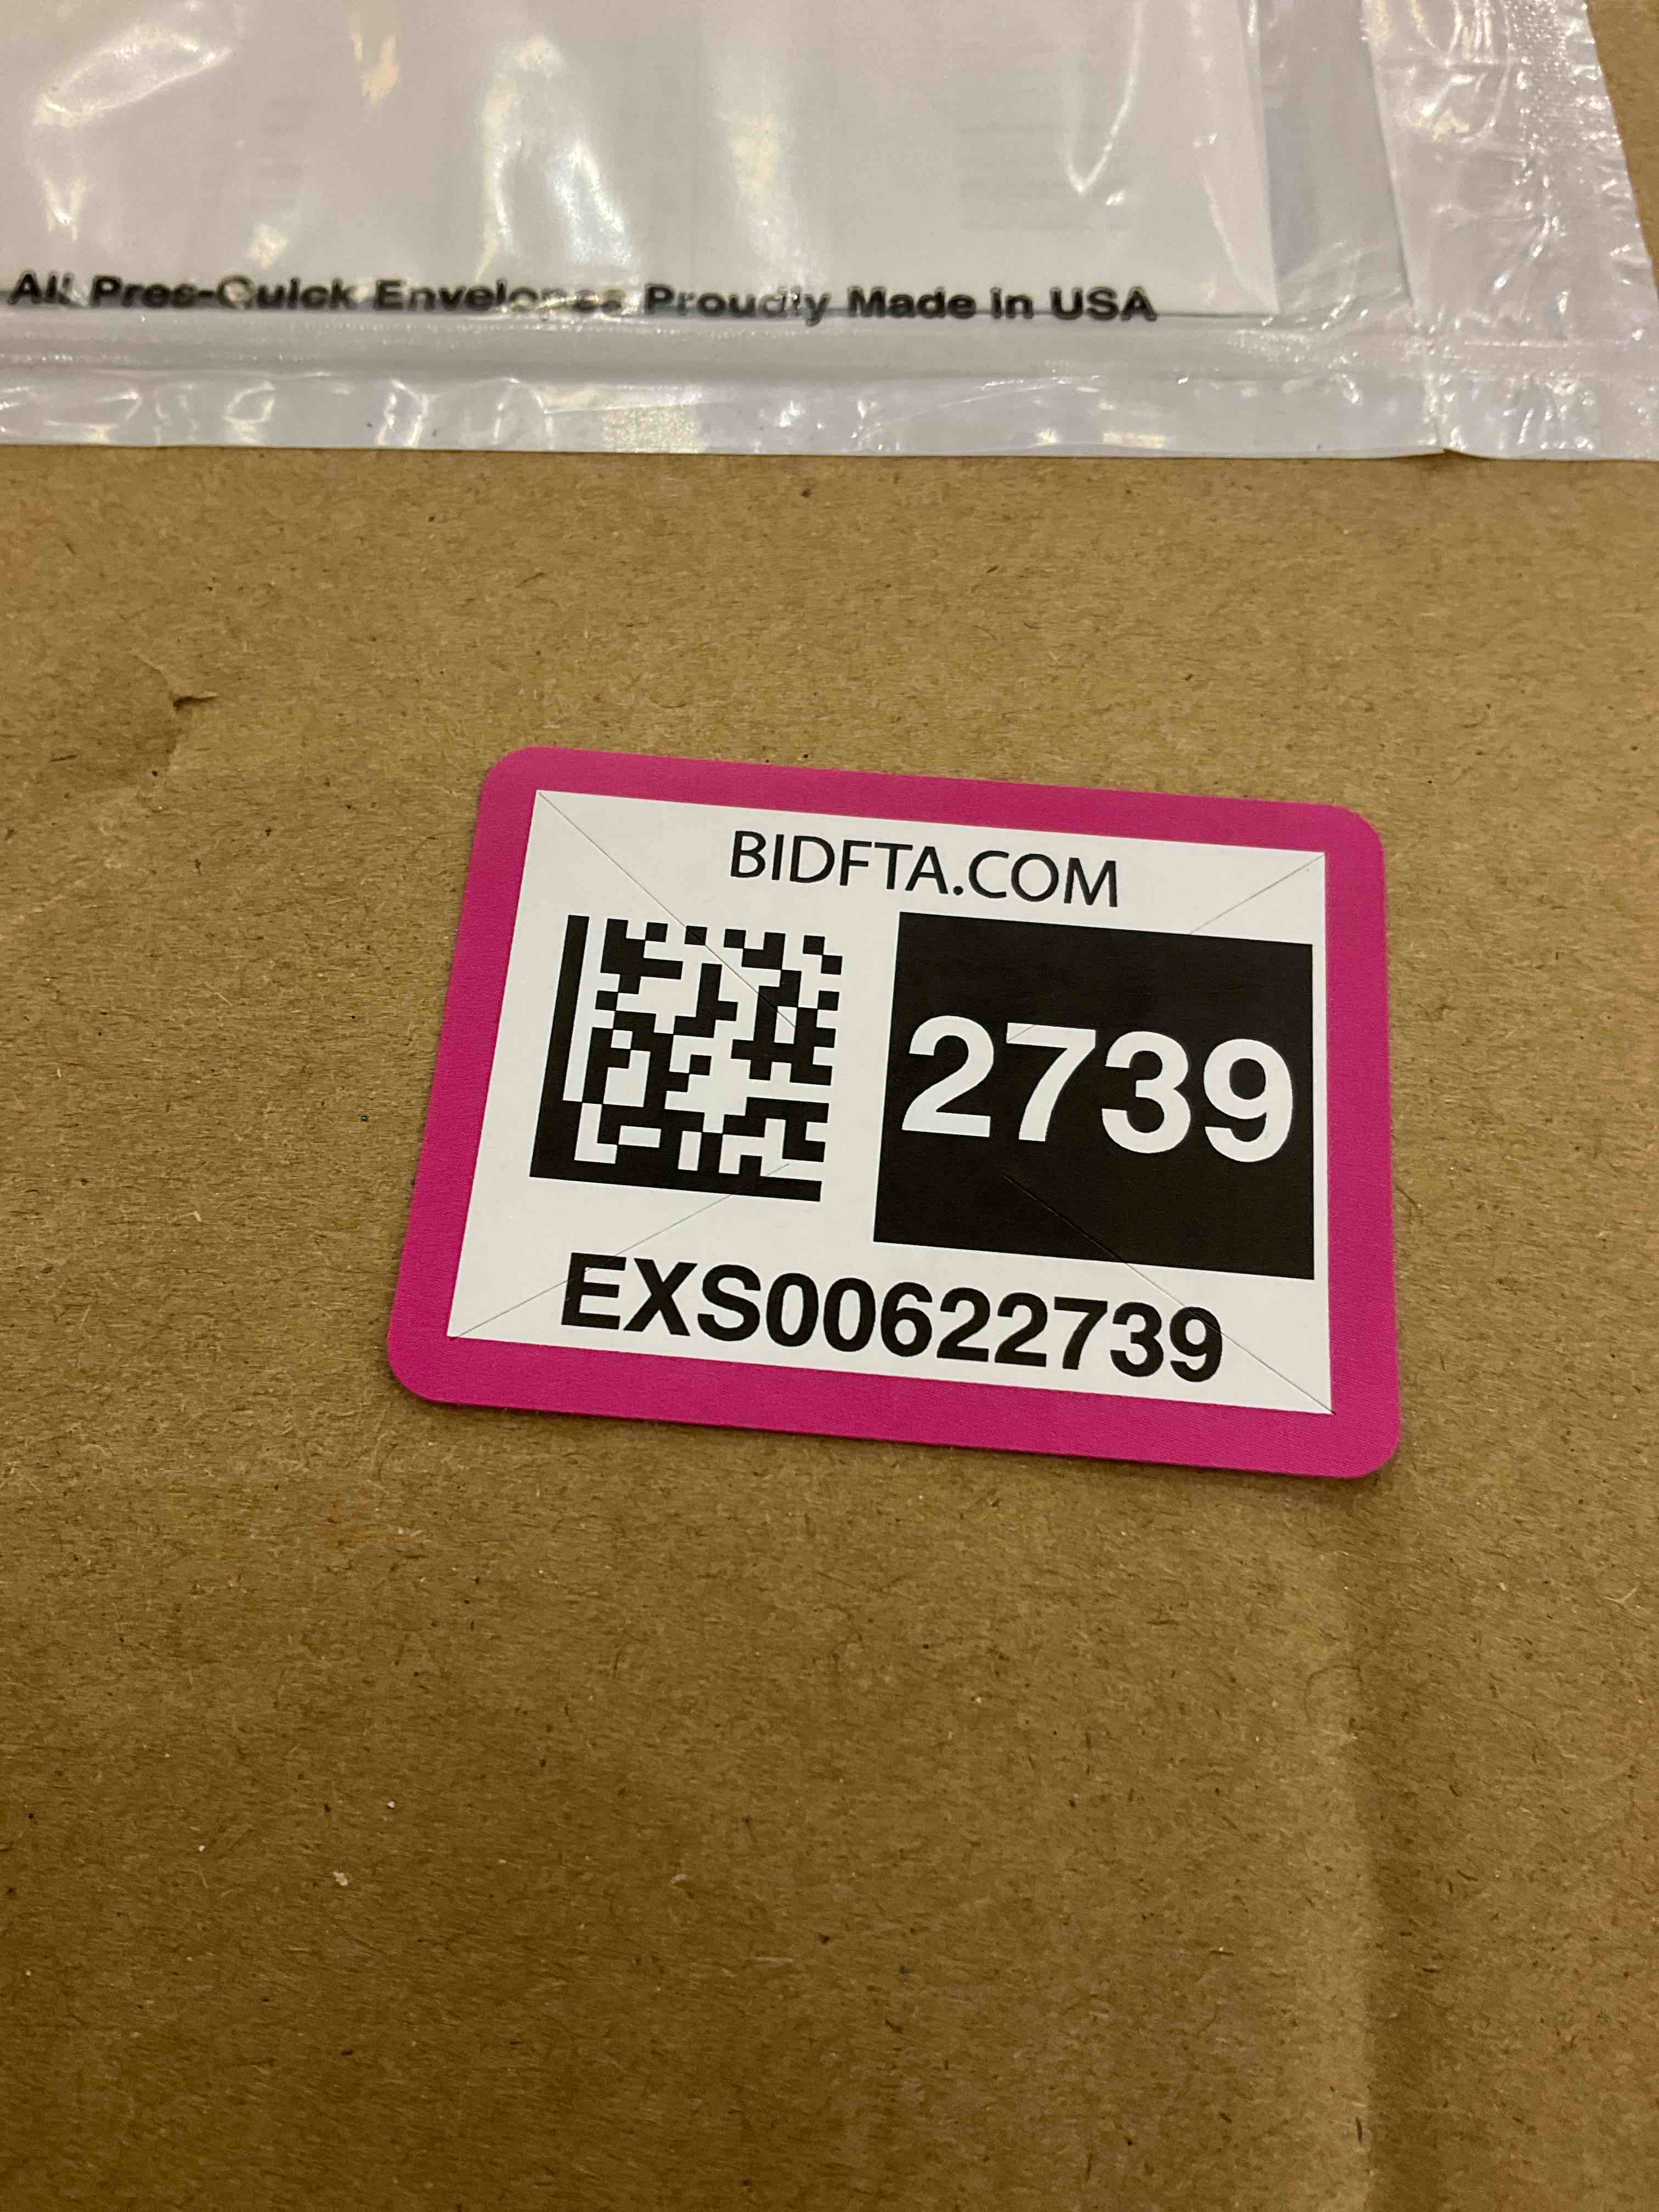 All Pres-Quick Envelopes Proudly Made in USA
BIDFTA.COM
2739
EXS00622739